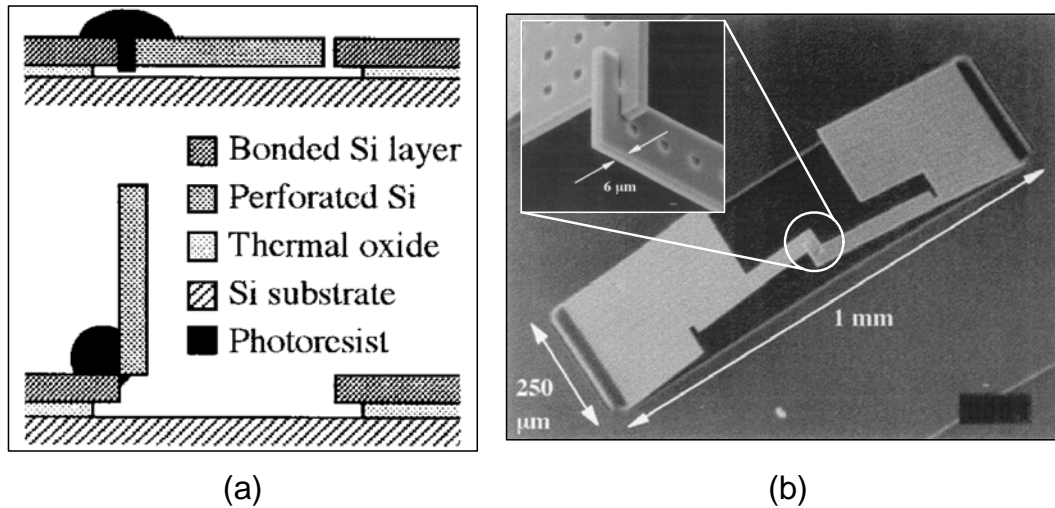 Bonded Si layer
Perforated Si
Thermal oxide
Si substrate
Photoresist
6 μm
1 mm
250
μm
(a)
(b)